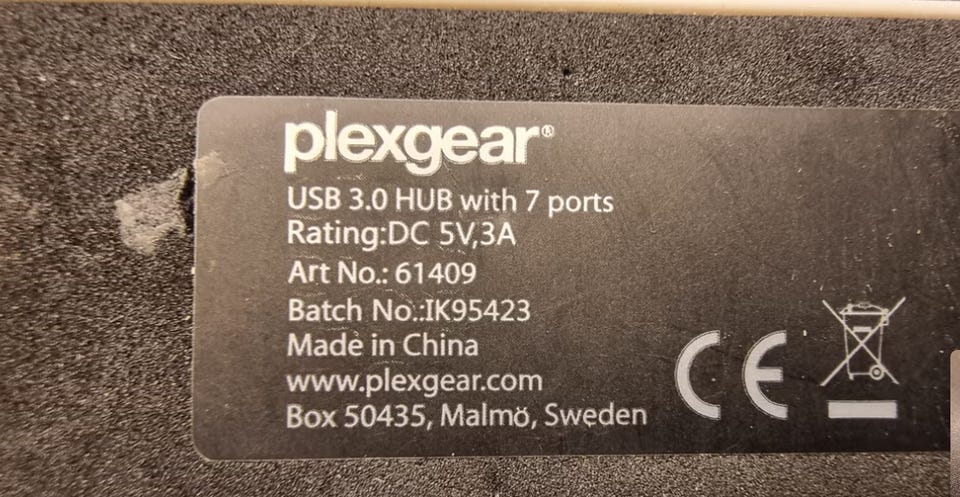 plexgear®
USB 3.0 HUB with 7 ports
Rating:DC 5V,3A
Art No.: 61409
Batch No.:IK95423
Made in China
www.plexgear.com
Box 50435, Malmö, Sweden
CE